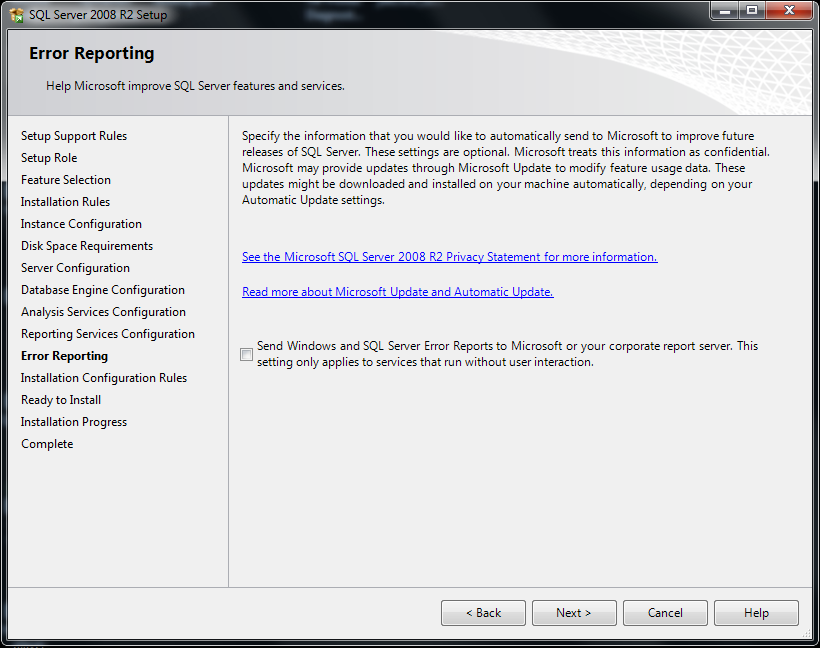 SQL Server 2008 R2 Setup
Error Reporting
Help Microsoft improve SQL Server features and services.
Setup Support Rules
Setup Role
Feature Selection
Installation Rules
Instance Configuration
Disk Space Requirements
Server Configuration
Database Engine Configuration
Analysis Services Configuration
Reporting Services Configuration
Error Reporting
Installation Configuration Rules
Ready to Install
Installation Progress
Complete
Specify the information that you would like to automatically send to Microsoft to improve future
releases of SQL Server. These settings are optional. Microsoft treats this information as confidential.
Microsoft may provide updates through Microsoft Update to modify feature usage data. These
updates might be downloaded and installed on your machine automatically, depending on your
Automatic Update settings.
See the Microsoft SQL Server 2008 R2 Privacy Statement for more information.
Read more about Microsoft Update and Automatic Update.
Send Windows and SQL Server Error Reports to Microsoft or your corporate report server. This
setting only applies to services that run without user interaction.
< Back
Next >
Cancel
Help